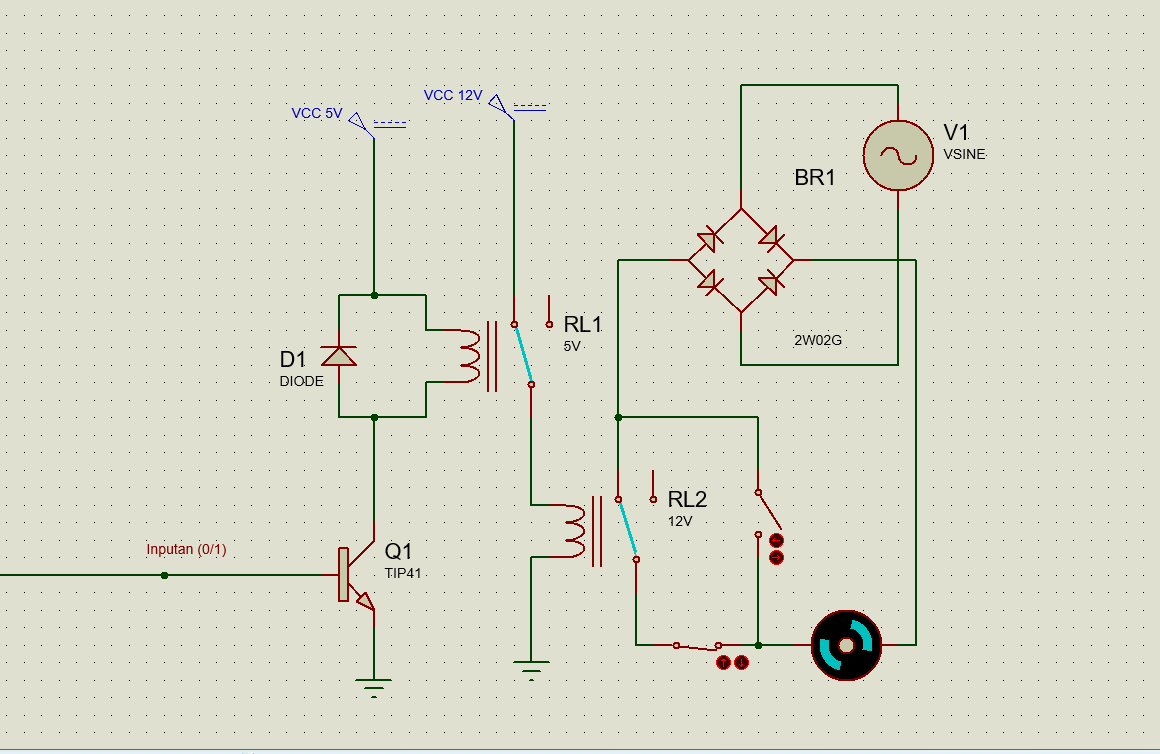 VCC 5V
VCC 12V
V1
VSINE
BR1
2W02G
RL1
5V
D1
DIODE
RL2
12V
Inputan (0/1)
Q1
TIP41